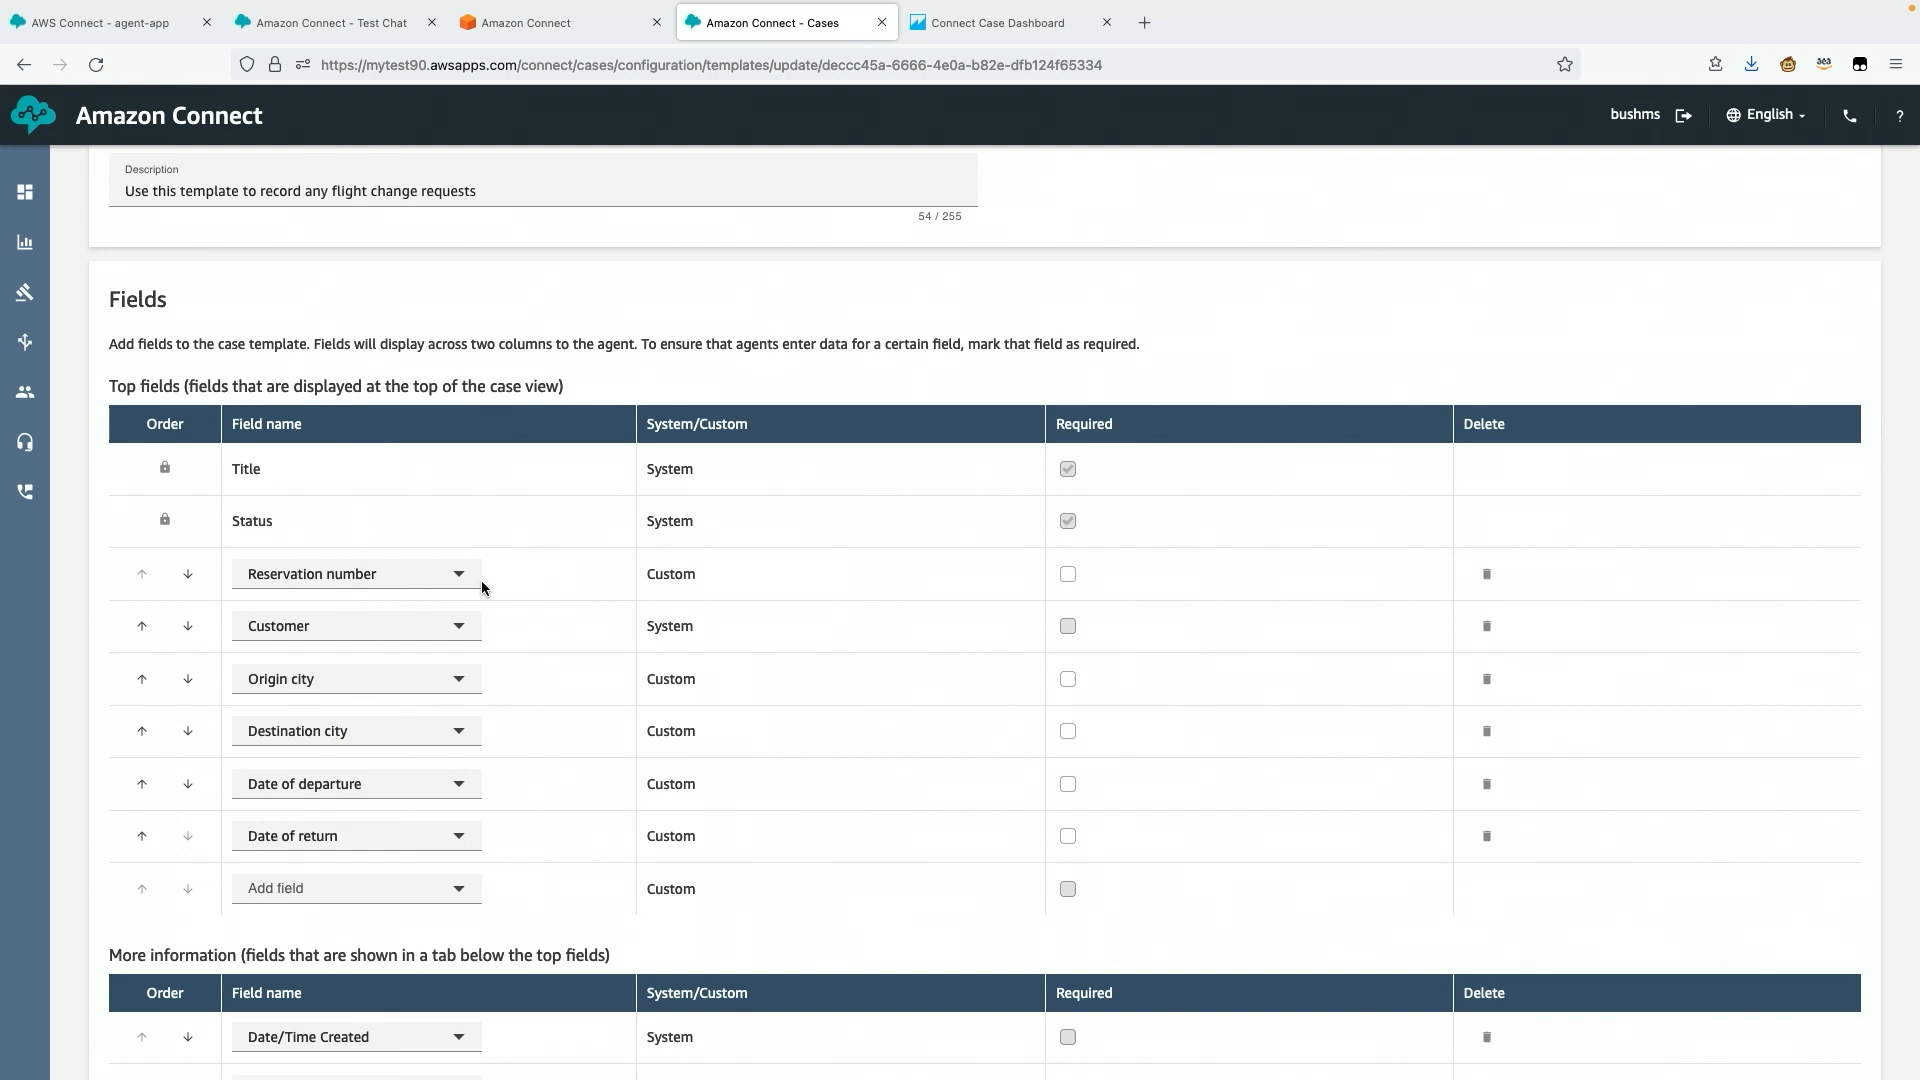 AWS Connect - agent-app
Amazon Connect - Test Chat
Amazon Connect
Amazon Connect - Cases
Connect Case Dashboard
https://mytest90.awsapps.com/connect/cases/configuration/templates/update/deccc45a-6666-4e0a-b82e-dfb124f65334
Amazon Connect
bushms
English
?
Description
Use this template to record any flight change requests
54 / 255
Fields
Add fields to the case template. Fields will display across two columns to the agent. To ensure that agents enter data for a certain field, mark that field as required.
Top fields (fields that are displayed at the top of the case view)
Order Field name System/Custom Required Delete
Title System
Status System
Reservation number Custom
Customer System
Origin city Custom
Destination city Custom
Date of departure Custom
Date of return Custom
Add field Custom
More information (fields that are shown in a tab below the top fields)
Order Field name System/Custom Required Delete
Date/Time Created System